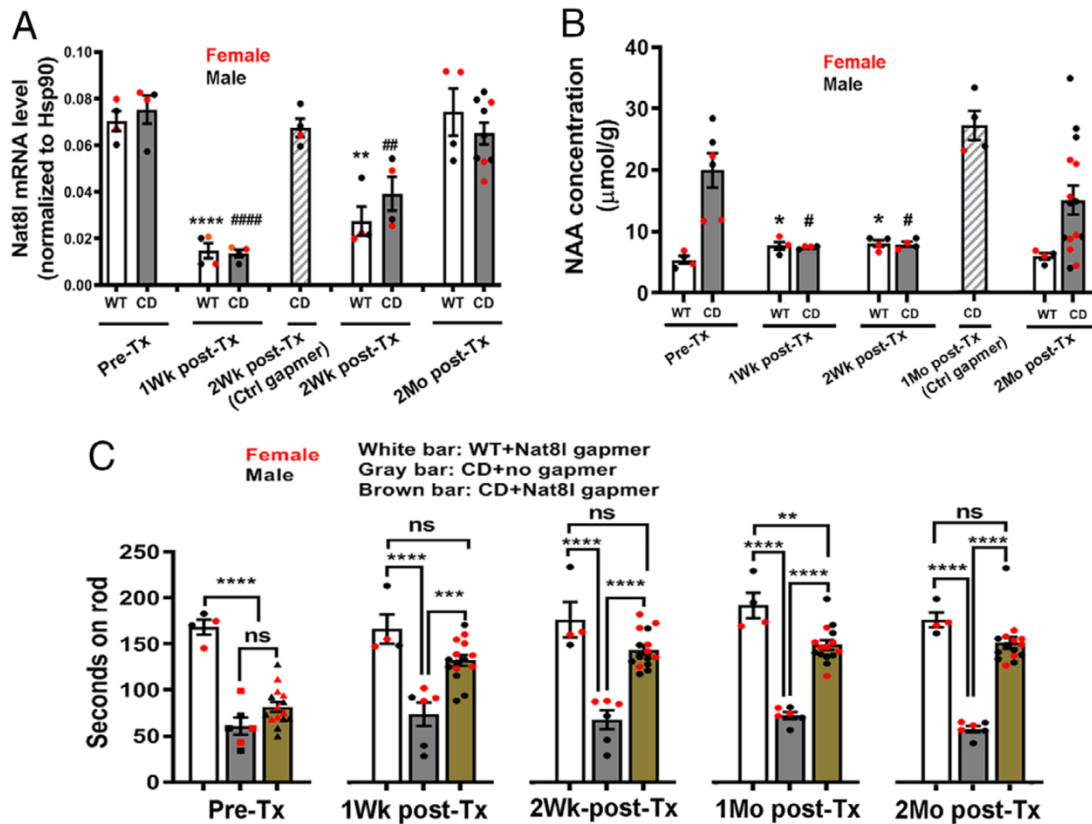 A
Female
Male
Nat8l mRNA level
(normalized to Hsp90)
0.10
0.08
0.06
0.04
0.02
0.00
**** #### ** ##
WT CD WT CD CD WT CD WT CD
Pre-Tx
1Wk post-Tx
2Wk post-Tx
(Ctrl gapmer)
2Wk post-Tx
2Mo post-Tx
B
Female
Male
NAA concentration
(μmol/g)
40
30
20
10
0
* # * #
WT CD WT CD WT CD CD WT CD
Pre-Tx
1Wk post-Tx
2Wk post-Tx
1Mo post-Tx
(Ctrl gapmer)
2Mo post-Tx
C
Female
Male
White bar: WT+Nat8l gapmer
Gray bar: CD+no gapmer
Brown bar: CD+Nat8l gapmer
Seconds on rod
250
200
150
100
50
0
****
ns
ns
****
***
ns
****
****
**
****
****
ns
****
****
Pre-Tx
1Wk post-Tx
2Wk-post-Tx
1Mo post-Tx
2Mo post-Tx